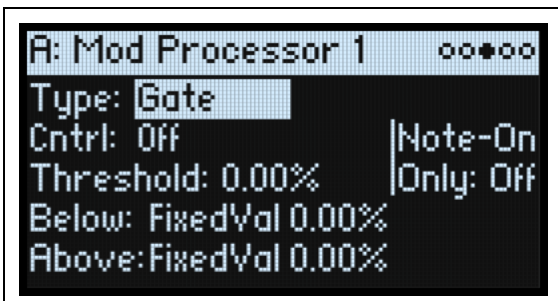 A: Mod Processor 1
Type: Gate
Cntrl: Off |Note-On
Threshold: 0.00% |Only: Off
Below: FixedVal 0.00%
Above:FixedVal 0.00%